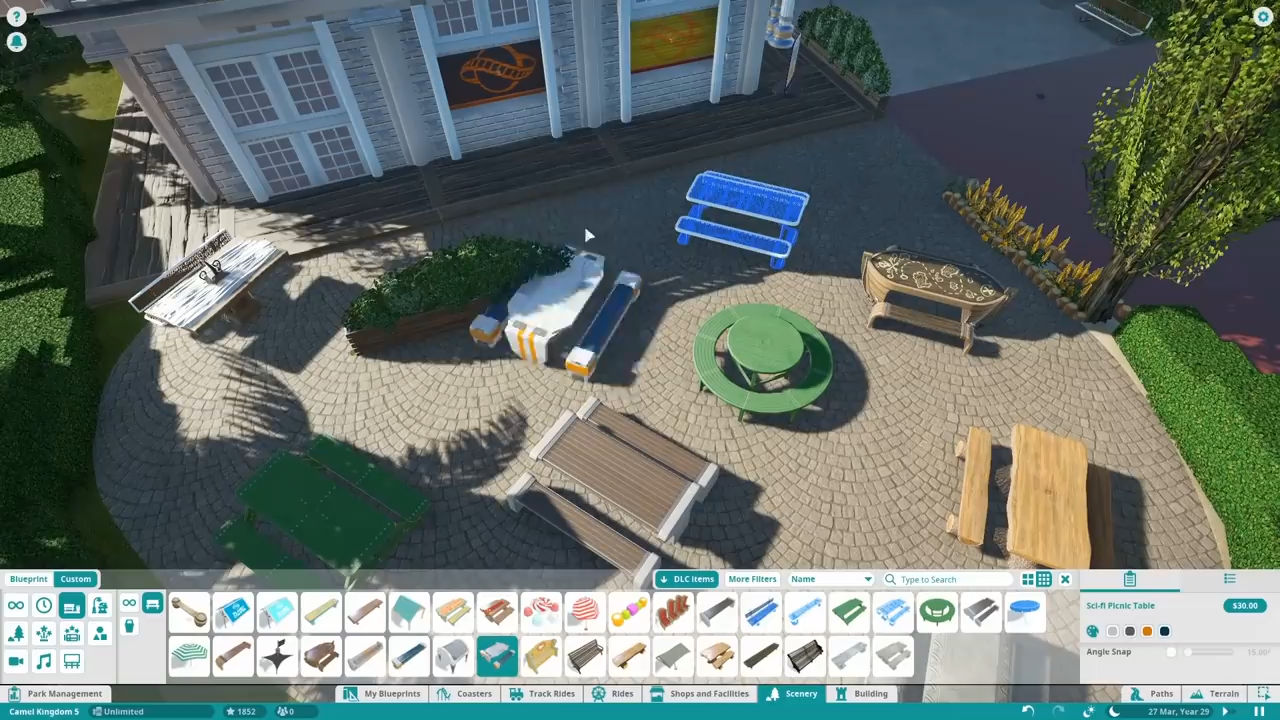 Blueprint
Custom
DLC Items
More Filters
Name
Type to Search
Sci-fi Picnic Table
$30.00
Angle Snap
15.00°
Park Management
My Blueprints
Coasters
Track Rides
Rides
Shops and Facilities
Scenery
Building
Paths
Terrain
Camel Kingdom 5
Unlimited
1852
0
27 Mar, Year 29